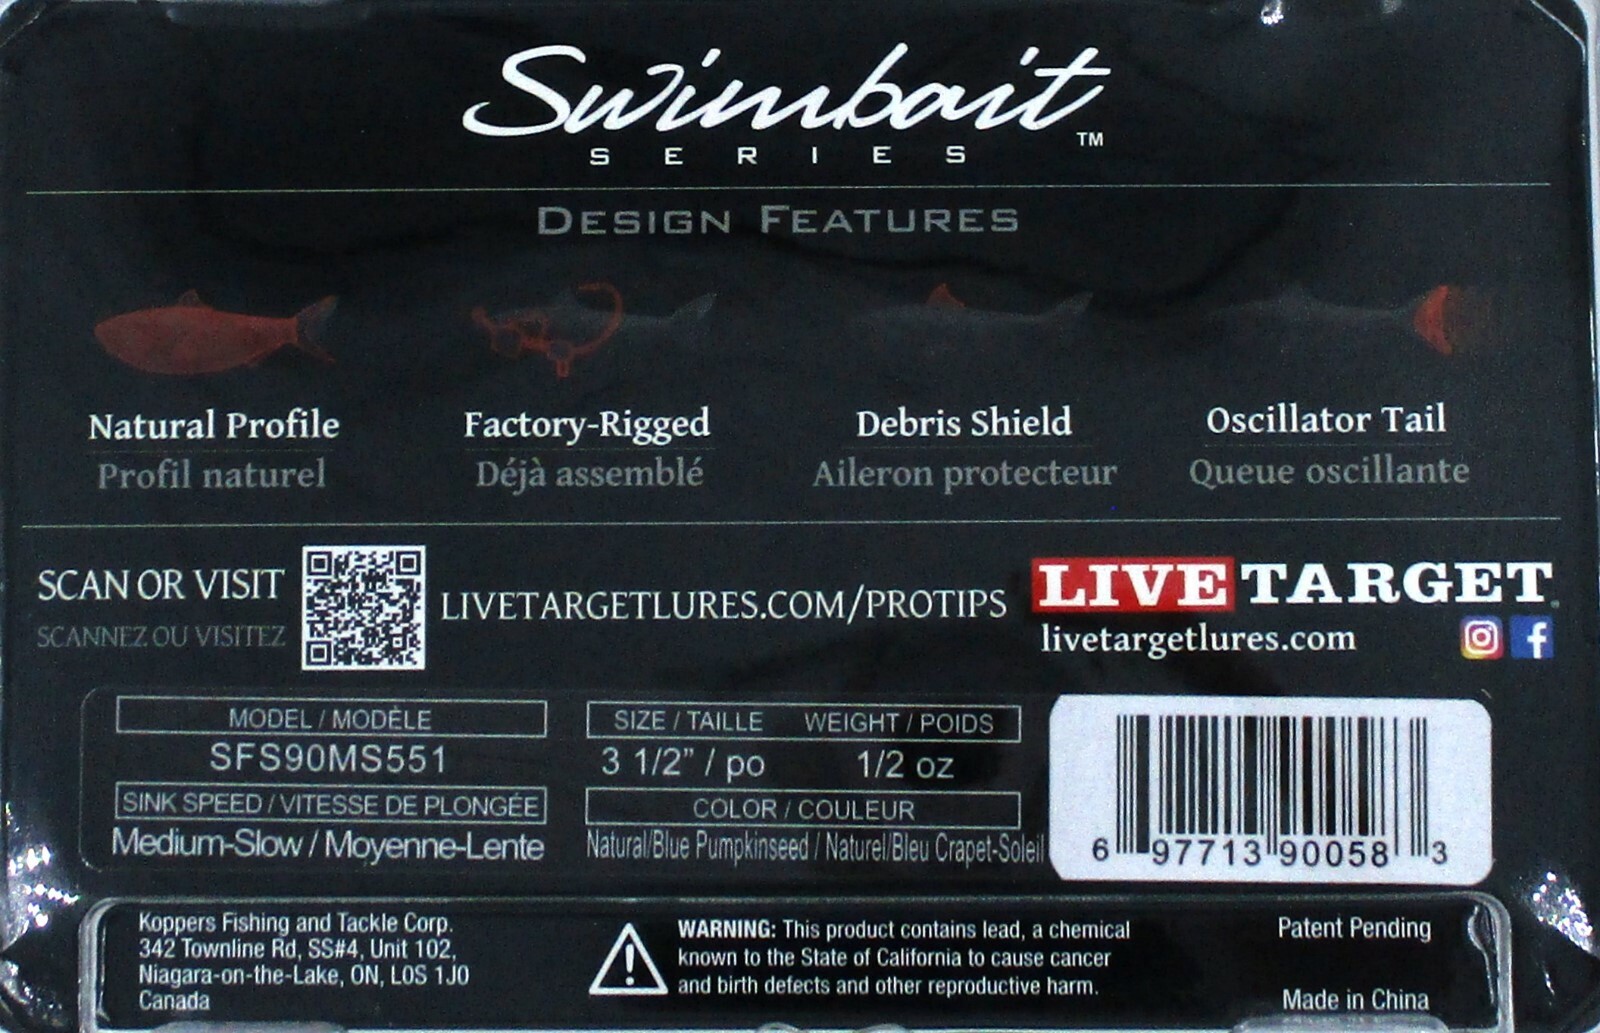 Swimbait™
SERIES
DESIGN FEATURES
Natural Profile
Profil naturel
Factory-Rigged
Déjà assemblé
Debris Shield
Aileron protecteur
Oscillator Tail
Queue oscillante
SCAN OR VISIT
SCANNEZ OU VISITEZ
LIVETARGETLURES.COM/PROTIPS
LIVETARGET
livetargetlures.com
MODEL / MODÈLE
SFS90MS551
SINK SPEED / VITESSE DE PLONGÉE
Medium-Slow / Moyenne-Lente
SIZE / TAILLE WEIGHT / POIDS
3 1/2" / po 1/2 oz
COLOR / COULEUR
Natural/Blue Pumpkinseed / Naturel/Bleu Crapet-Soleil
6 97713 90058 3
Koppers Fishing and Tackle Corp.
342 Townline Rd, SS#4, Unit 102,
Niagara-on-the-Lake, ON, L0S 1J0
Canada
WARNING: This product contains lead, a chemical
known to the State of California to cause cancer
and birth defects and other reproductive harm.
Patent Pending
Made in China